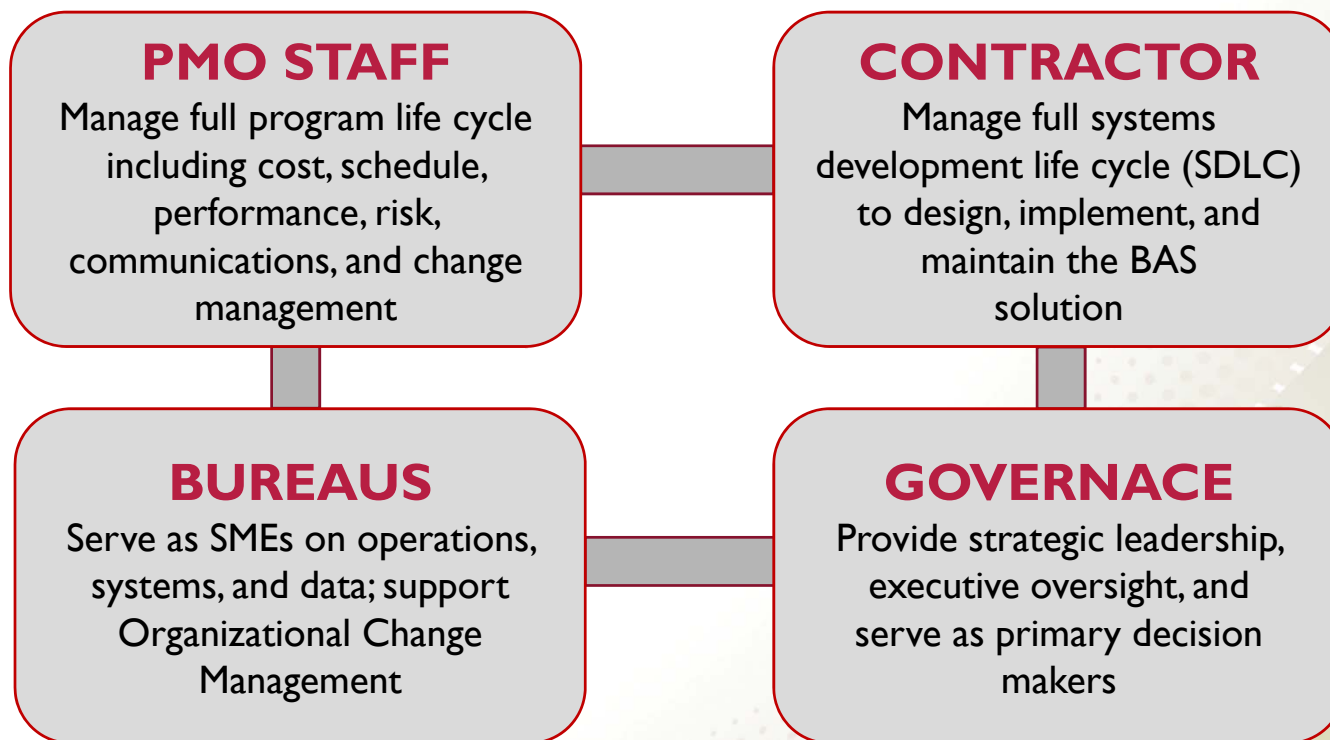 PMO STAFF
Manage full program life cycle
including cost, schedule,
performance, risk,
communications, and change
management
CONTRACTOR
Manage full systems
development life cycle (SDLC)
to design, implement, and
maintain the BAS
solution
BUREAUS
Serve as SMEs on operations,
systems, and data; support
Organizational Change
Management
GOVERNACE
Provide strategic leadership,
executive oversight, and
serve as primary decision
makers